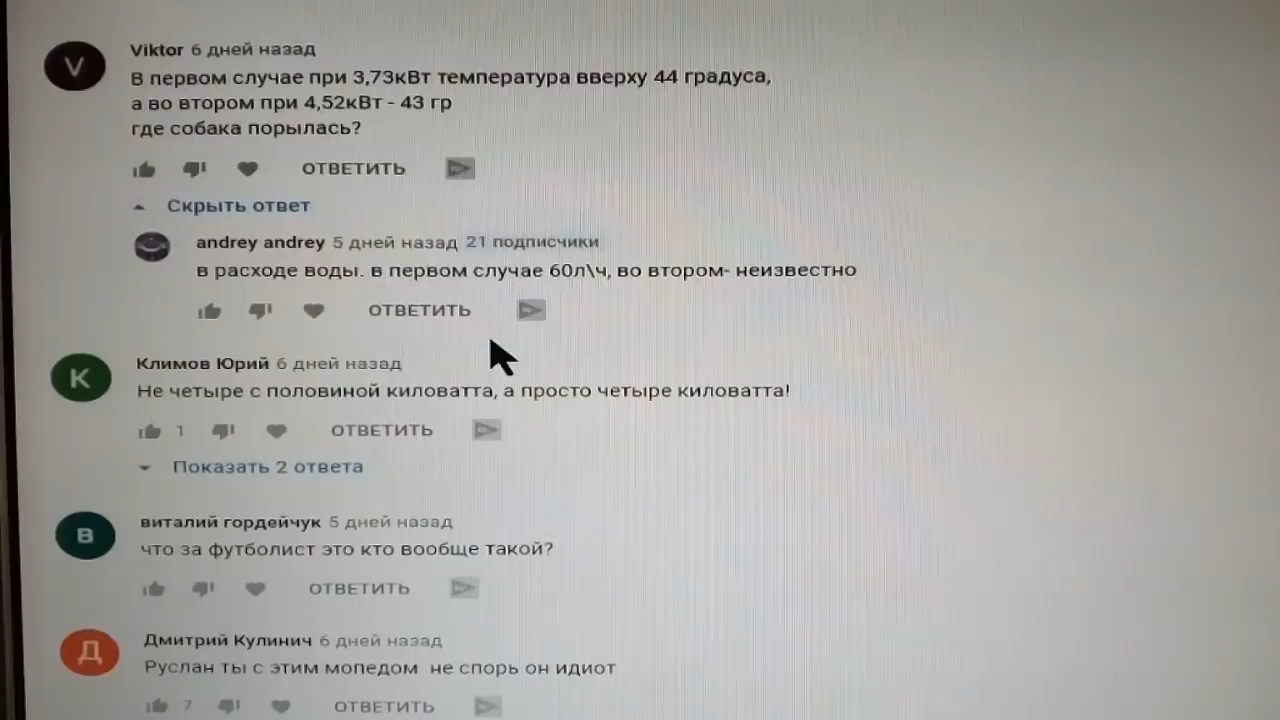 V
Viktor 6 дней назад
В первом случае при 3,73кВт температура вверху 44 градуса,
а во втором при 4,52кВт - 43 гр
где собака порылась?
ОТВЕТИТЬ
Скрыть ответ
andrey andrey 5 дней назад 21 подписчики
в расходе воды. в первом случае 60л\ч, во втором- неизвестно
ОТВЕТИТЬ
К
Климов Юрий 6 дней назад
Не четыре с половиной киловатта, а просто четыре киловатта!
1 ОТВЕТИТЬ
Показать 2 ответа
в
виталий гордейчук 5 дней назад
что за футболист это кто вообще такой?
ОТВЕТИТЬ
Д
Дмитрий Кулинич 6 дней назад
Руслан ты с этим мопедом не спорь он идиот
7 ОТВЕТИТЬ